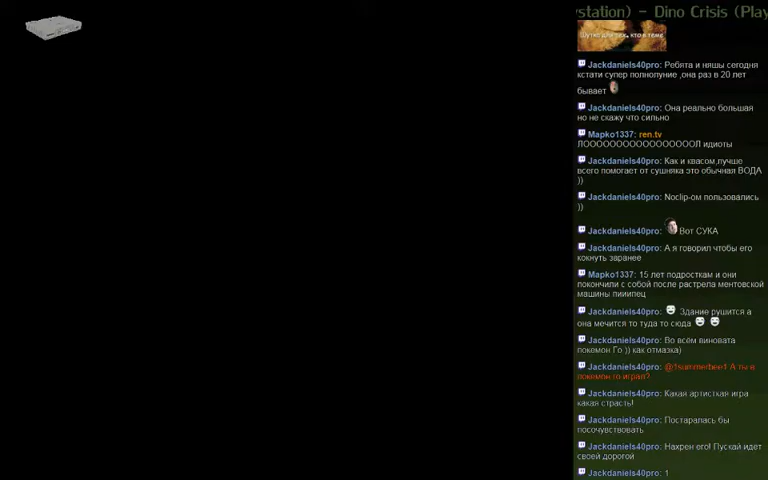 ystation) - Dino Crisis (Play
Шутка для тех, кто в теме
Jackdaniels40pro: Ребята и няшы сегодня
кстати супер полнолуние ,она раз в 20 лет
бывает
Jackdaniels40pro: Она реально большая
но не скажу что сильно
Mapko1337: ren.tv
ЛОООООООООООООООООЛ идиоты
Jackdaniels40pro: Как и квасом,лучше
всего помогает от сушняка это обычная ВОДА
))
Jackdaniels40pro: Noclip-ом пользовались
))
Jackdaniels40pro: Вот СУКА
Jackdaniels40pro: А я говорил чтобы его
кокнуть заранее
Mapko1337: 15 лет подросткам и они
покончили с собой после растрела ментовской
машины пииипец
Jackdaniels40pro: Здание рушится а
она мечится то туда то сюда
Jackdaniels40pro: Во всём виновата
покемон Го )) как отмазка)
Jackdaniels40pro: @1summerbee1 А ты в
покемон го играл?
Jackdaniels40pro: Какая артисткая игра
какая страсть!
Jackdaniels40pro: Постаралась бы
посочувствовать
Jackdaniels40pro: Нахрен его! Пускай идет
своей дорогой
Jackdaniels40pro: 1